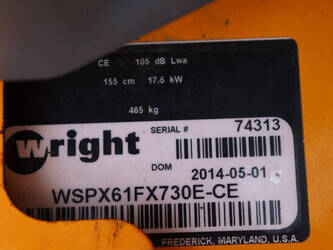 CE 105 dB Lwa
155 cm 17.6 kW
465 kg
wright
SERIAL # 74313
DOM 2014-05-01
WSPX61FX730E-CE
FREDERICK, MARYLAND, U.S.A.